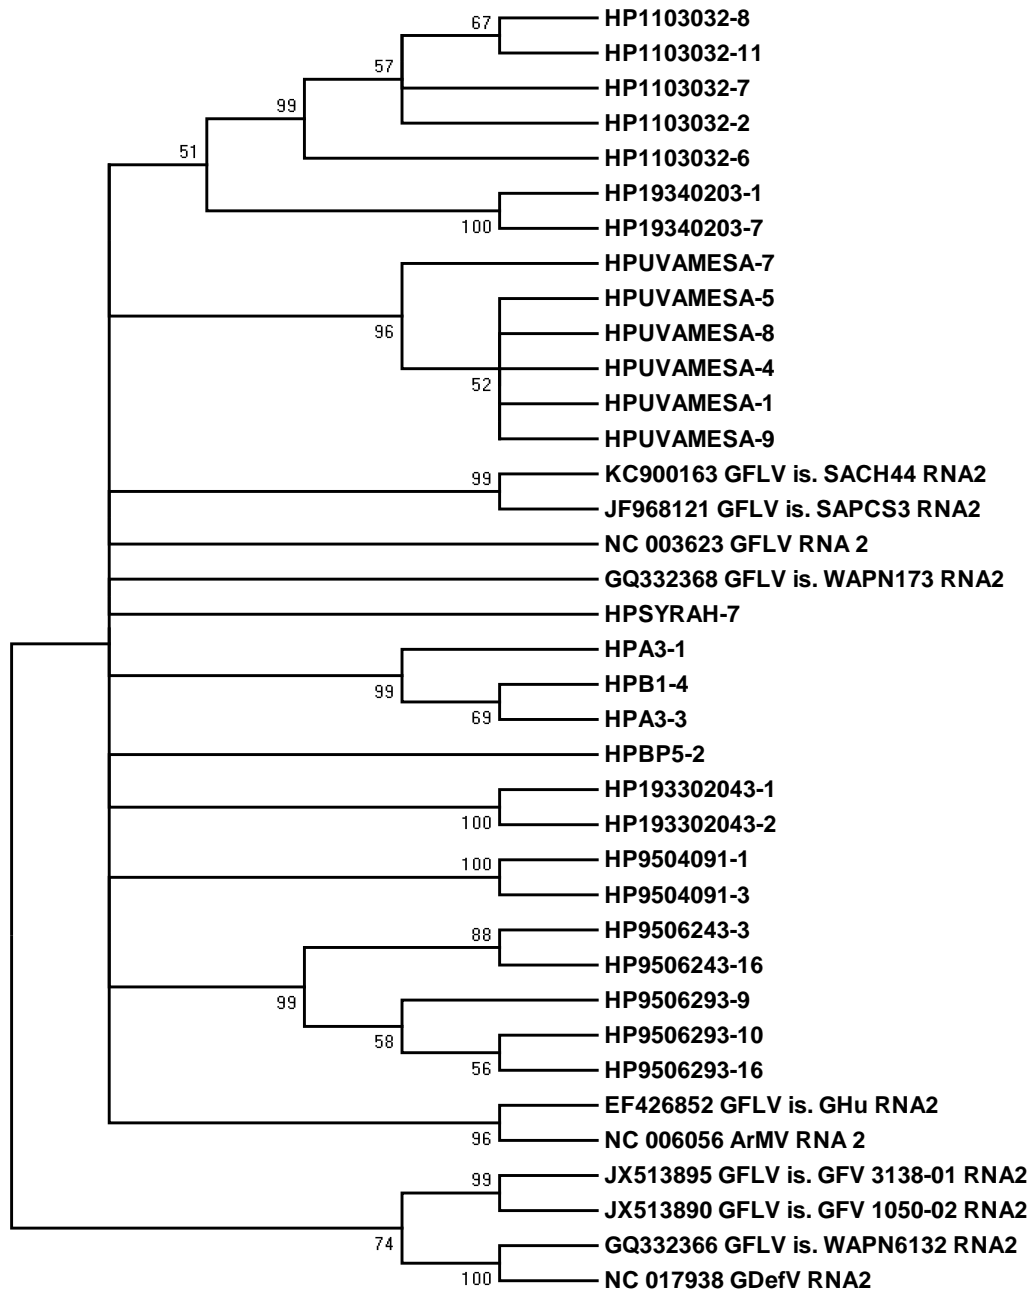 67
HP1103032-8
HP1103032-11
57
HP1103032-7
99
HP1103032-2
51
HP1103032-6
HP19340203-1
100
HP19340203-7
HPUVAMESA-7
HPUVAMESA-5
96
HPUVAMESA-8
HPUVAMESA-4
52
HPUVAMESA-1
HPUVAMESA-9
99
KC900163 GFLV is. SACH44 RNA2
JF968121 GFLV is. SAPCS3 RNA2
NC 003623 GFLV RNA 2
GQ332368 GFLV is. WAPN173 RNA2
HPSYRAH-7
HPA3-1
99
HPB1-4
69
HPA3-3
HPBP5-2
HP193302043-1
100
HP193302043-2
100
HP9504091-1
HP9504091-3
88
HP9506243-3
HP9506243-16
99
HP9506293-9
58
HP9506293-10
56
HP9506293-16
EF426852 GFLV is. GHu RNA2
96
NC 006056 ArMV RNA 2
99
JX513895 GFLV is. GFV 3138-01 RNA2
JX513890 GFLV is. GFV 1050-02 RNA2
74
GQ332366 GFLV is. WAPN6132 RNA2
100
NC 017938 GDefV RNA2